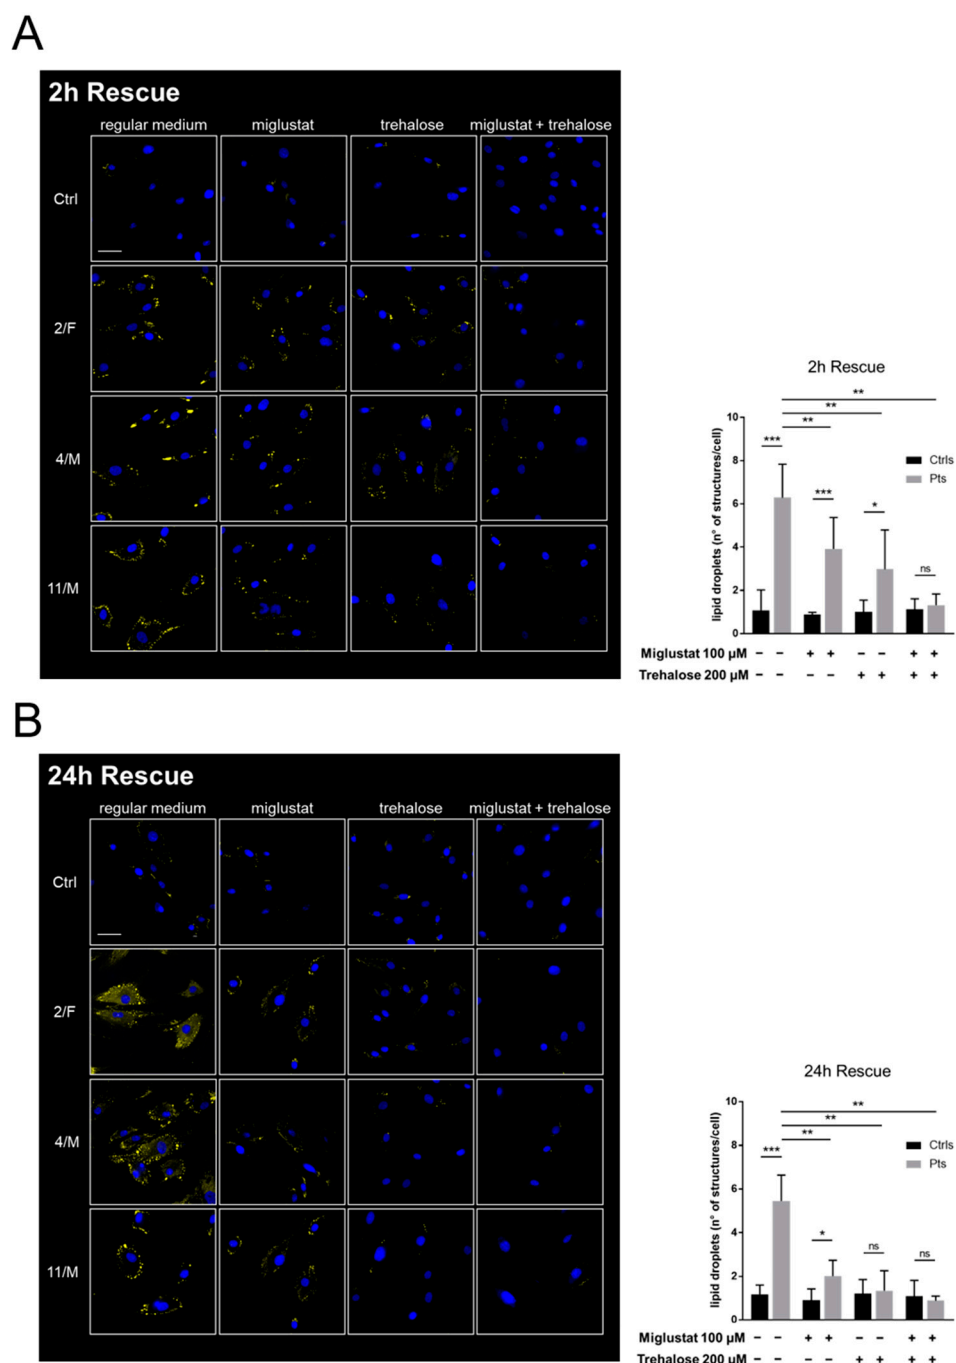 A
2h Rescue
regular medium miglustat trehalose miglustat + trehalose
Ctrl
2/F
4/M
11/M
2h Rescue
**
**
**
***
***
*
ns
Ctrls
Pts
lipid droplets (n° of structures/cell)
10
8
6
4
2
0
Miglustat 100 µM − − + + − − + +
Trehalose 200 µM − − − − + + + +
B
24h Rescue
regular medium miglustat trehalose miglustat + trehalose
Ctrl
2/F
4/M
11/M
24h Rescue
**
**
**
***
*
ns
ns
Ctrls
Pts
lipid droplets (n° of structures/cell)
10
8
6
4
2
0
Miglustat 100 µM − − + + − − + +
Trehalose 200 µM − − − − + + + +